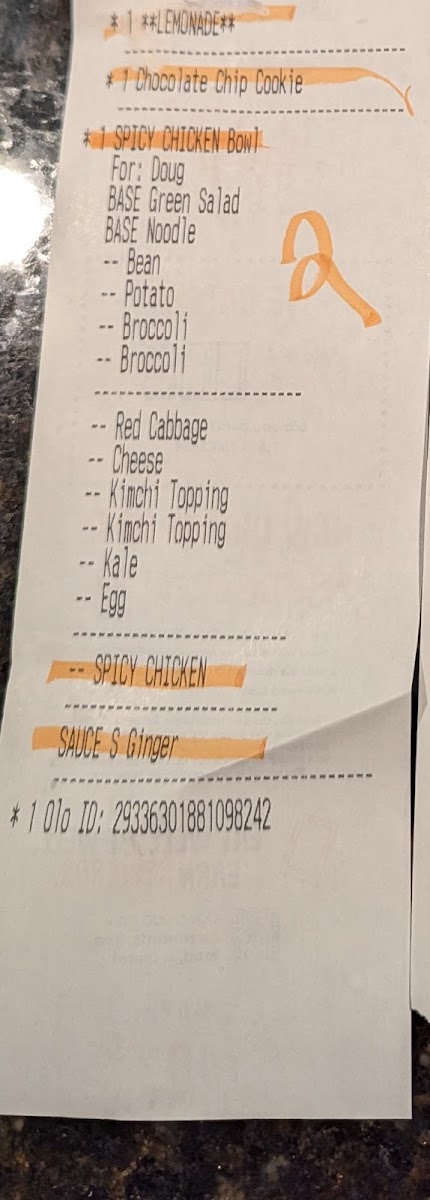 * 1 **LEMONADE**
* 1 Chocolate Chip Cookie
* 1 SPICY CHICKEN Bowl
For: Doug
BASE Green Salad
BASE Noodle
-- Bean
-- Potato
-- Broccoli
-- Broccoli
-- Red Cabbage
-- Cheese
-- Kimchi Topping
-- Kimchi Topping
-- Kale
-- Egg
-- SPICY CHICKEN
SAUCE S Ginger
* 1 Olo ID: 29336301881098242
2